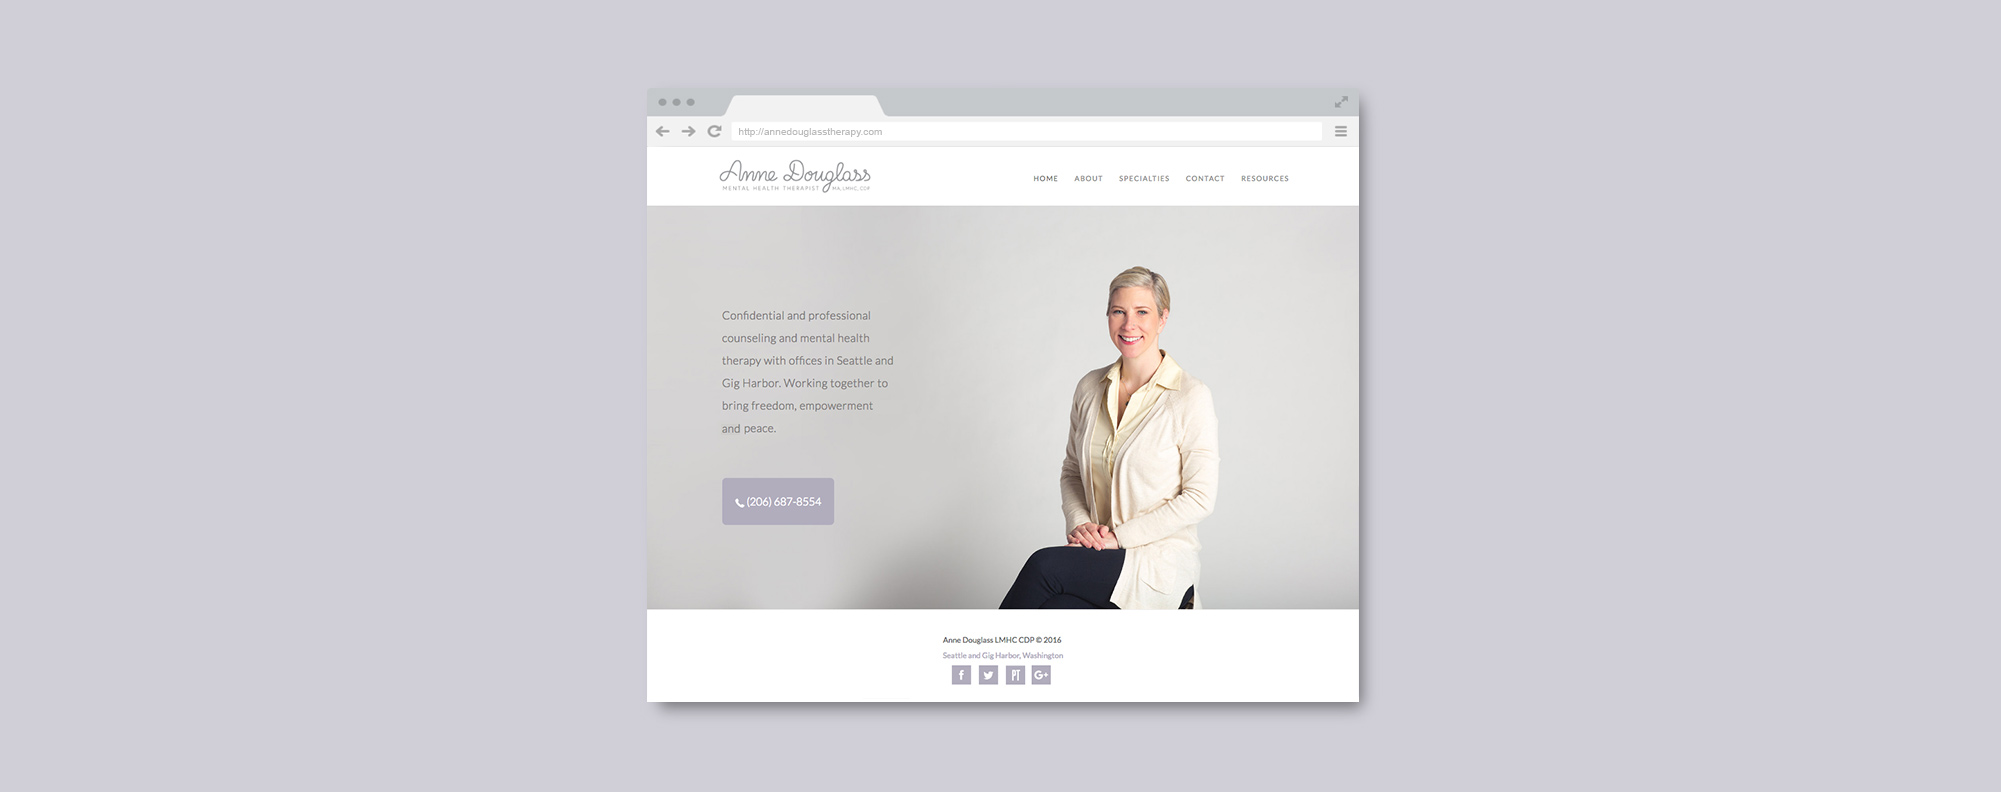 http://annedouglasstherapy.com
Anne Douglass
MENTAL HEALTH THERAPIST MA, LMHC, CDP
HOME ABOUT SPECIALTIES CONTACT RESOURCES
Confidential and professional
counseling and mental health
therapy with offices in Seattle and
Gig Harbor. Working together to
bring freedom, empowerment
and peace.
(206) 687-8554
Anne Douglass LMHC CDP © 2016
Seattle and Gig Harbor, Washington
f PT G+